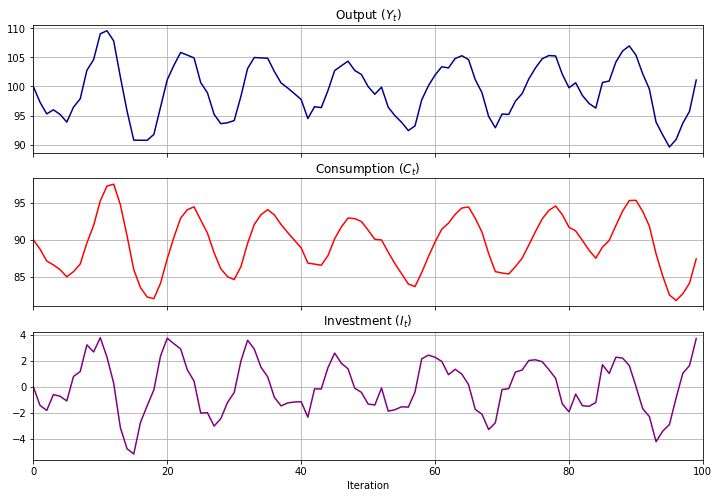 Output (Y_t)
110
105
100
95
90
Consumption (C_t)
95
90
85
Investment (I_t)
4
2
0
−2
−4
0 20 40 60 80 100
Iteration